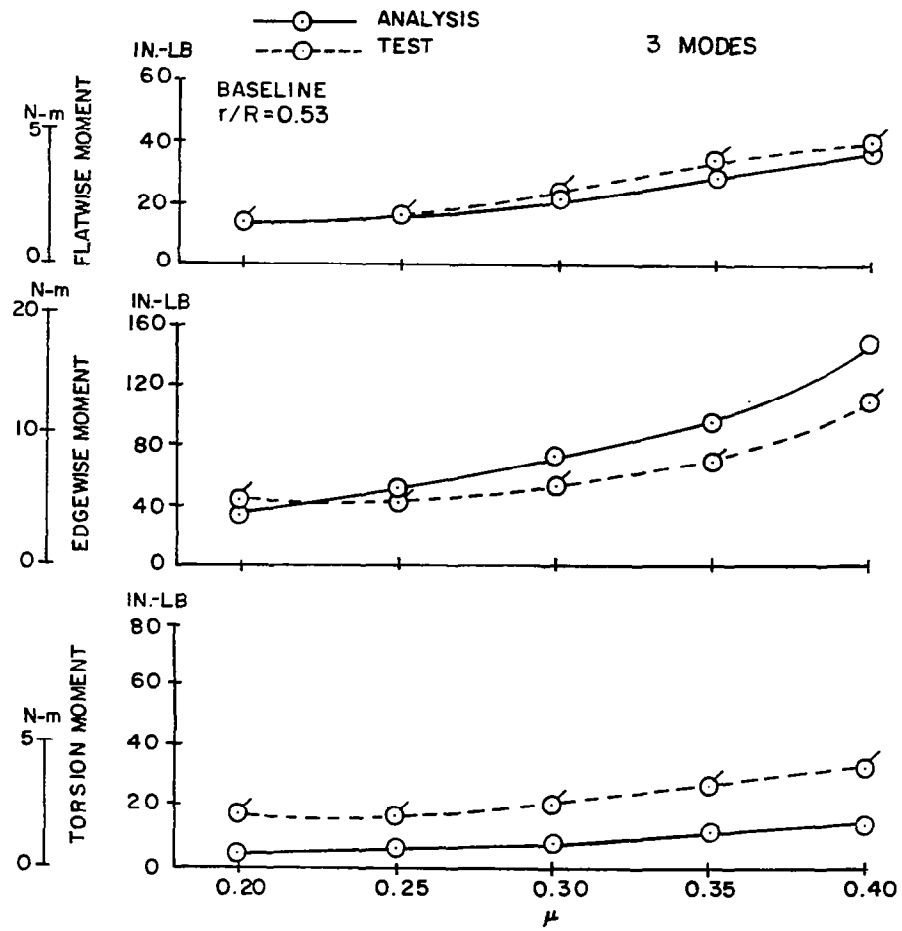 ANALYSIS
TEST
3 MODES
IN.-LB
BASELINE
r/R=0.53
60
40
20
0
N-m
5
0
FLATWISE MOMENT
N-m
20
10
0
EDGEWISE MOMENT
IN.-LB
160
120
80
40
0
IN.-LB
80
60
40
20
0
N-m
5
0
TORSION MOMENT
0.20 0.25 0.30 0.35 0.40
μ